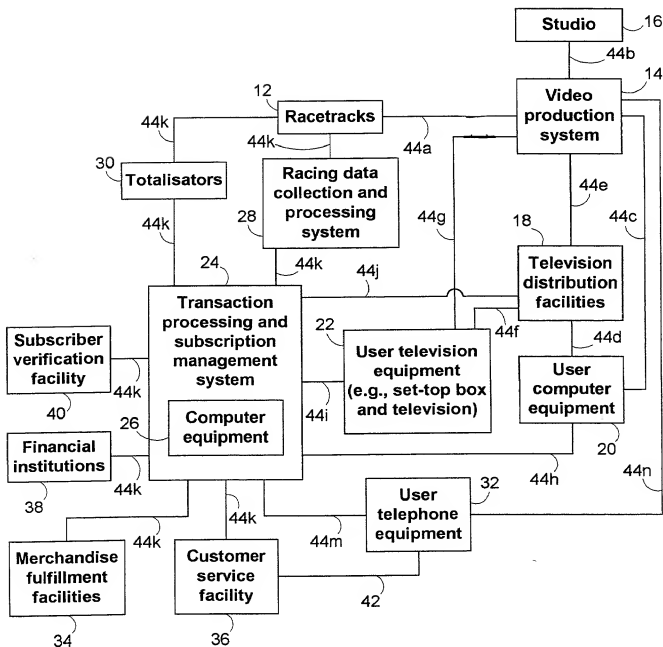 Studio
16
44b
14
Video
production
system
12
Racetracks
44k
44k
44a
30
Totalisators
28
Racing data
collection and
processing
system
44g
44e
44c
18
44k
24
44k
44j
Television
distribution
facilities
Transaction
processing and
subscription
management
system
22
44f
44d
Subscriber
verification
facility
44k
40
User television
equipment
(e.g., set-top box
and television)
44i
User
computer
equipment
20
26
Computer
equipment
Financial
institutions
44k
38
44h
44n
32
User
telephone
equipment
44k
44k
44m
Merchandise
fulfillment
facilities
34
Customer
service
facility
36
42